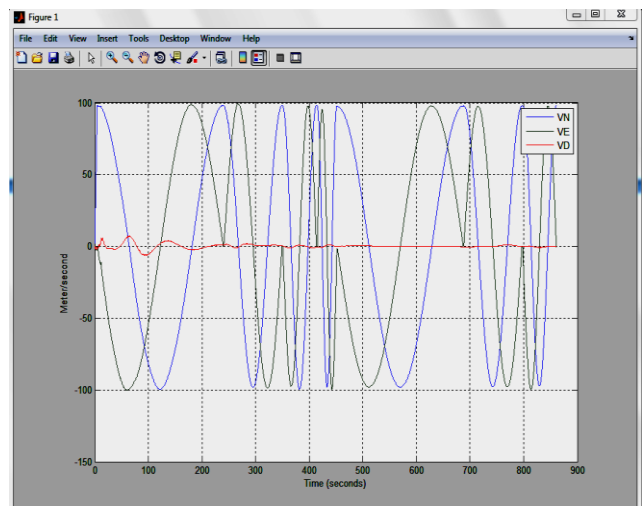 Figure 1
File Edit View Insert Tools Desktop Window Help
100
50
0
-50
-100
-150
Meter/second
VN
VE
VD
0 100 200 300 400 500 600 700 800 900
Time (seconds)